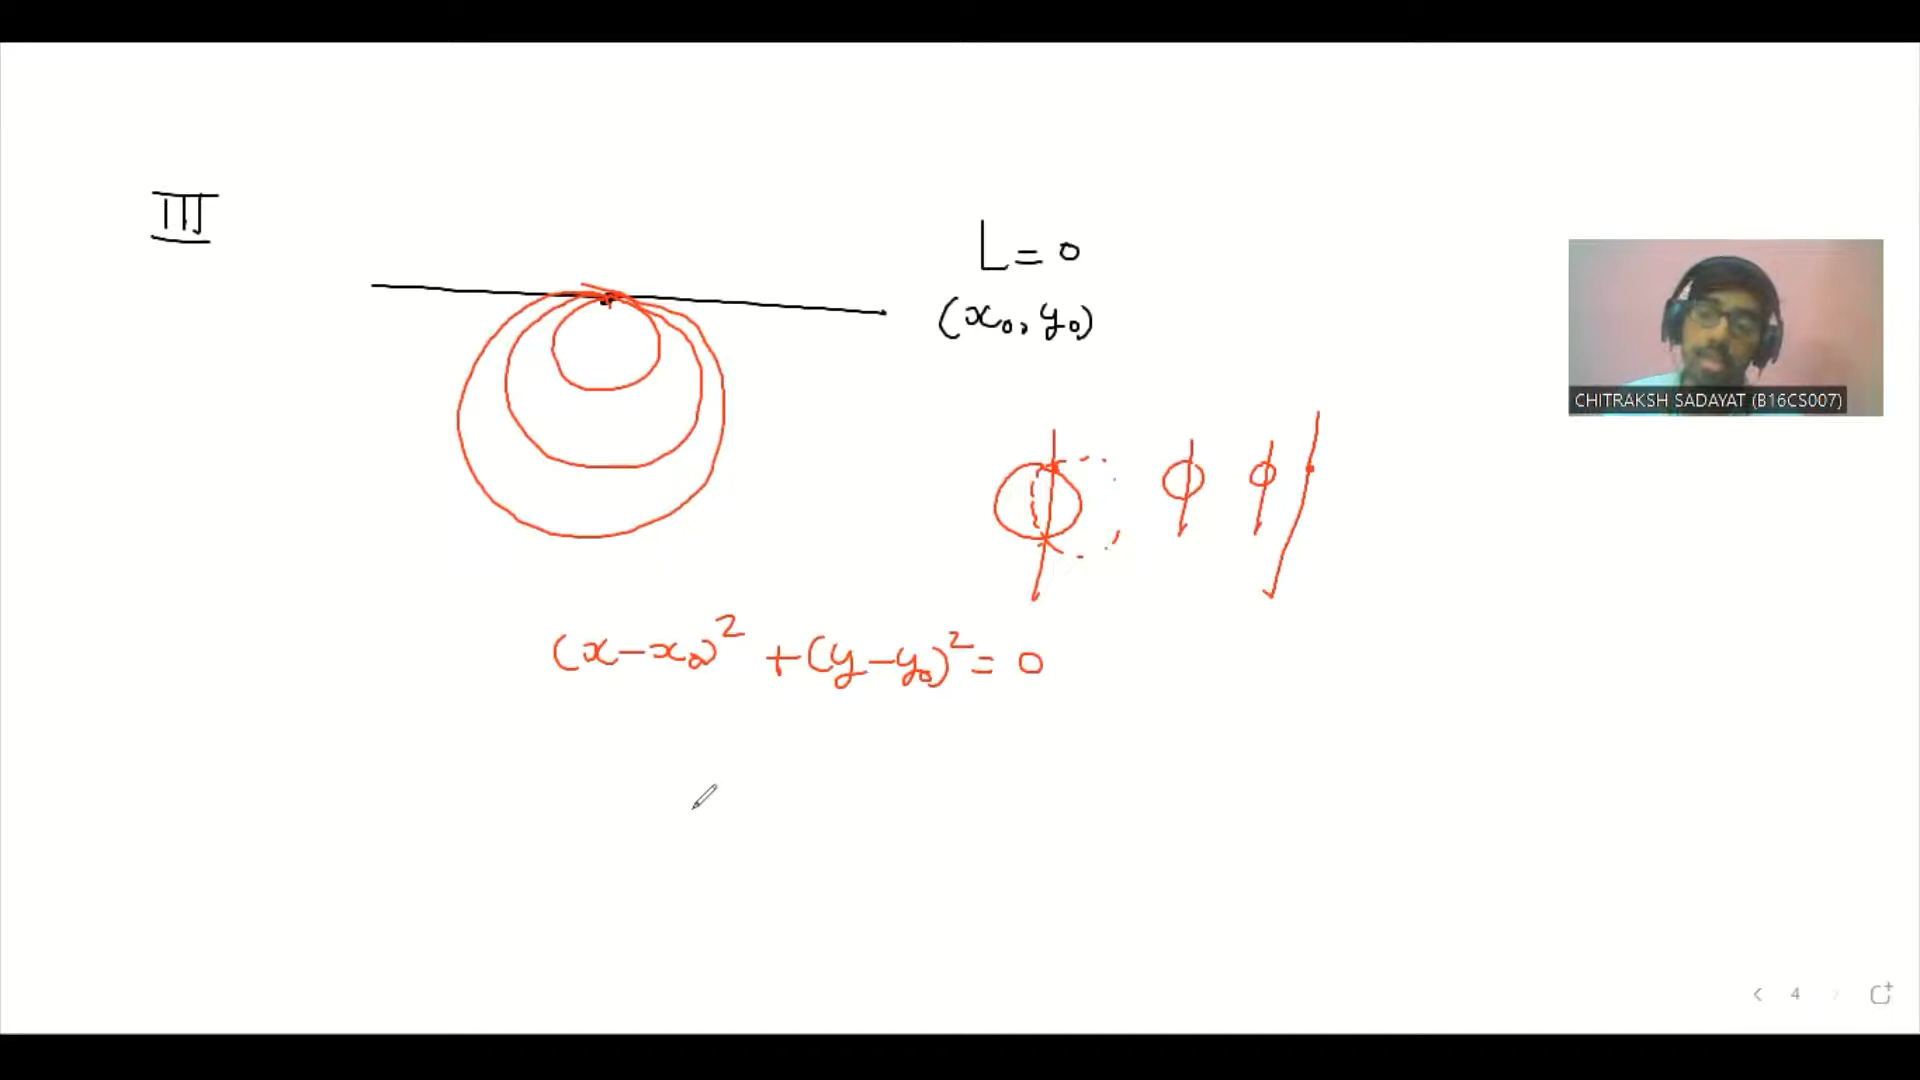 III
L = 0
(x₀, y₀)
CHITRAKSH SADAYAT (B16CS007)
(x-x₀)² + (y-y₀)² = 0
4